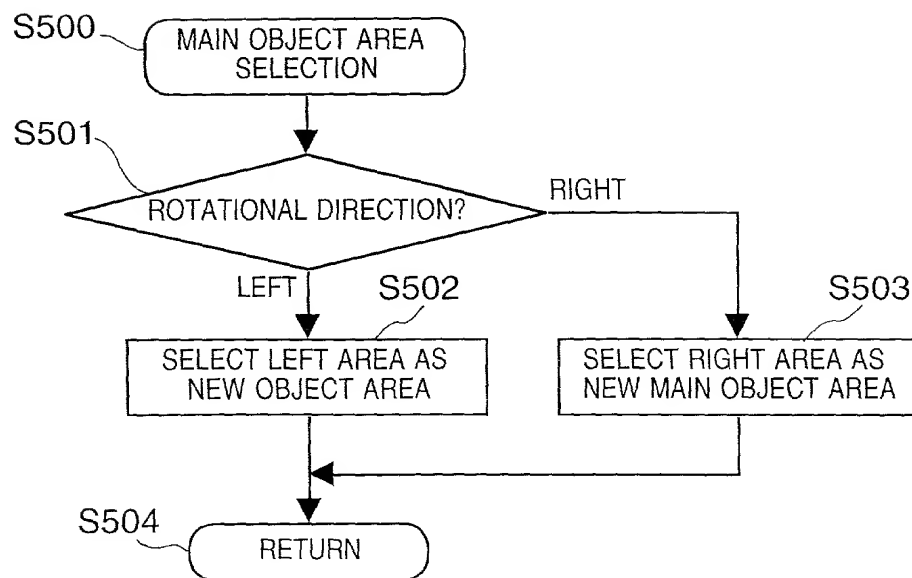 S500
MAIN OBJECT AREA
SELECTION
S501
ROTATIONAL DIRECTION?
RIGHT
LEFT
S502
S503
SELECT LEFT AREA AS
NEW OBJECT AREA
SELECT RIGHT AREA AS
NEW MAIN OBJECT AREA
S504
RETURN